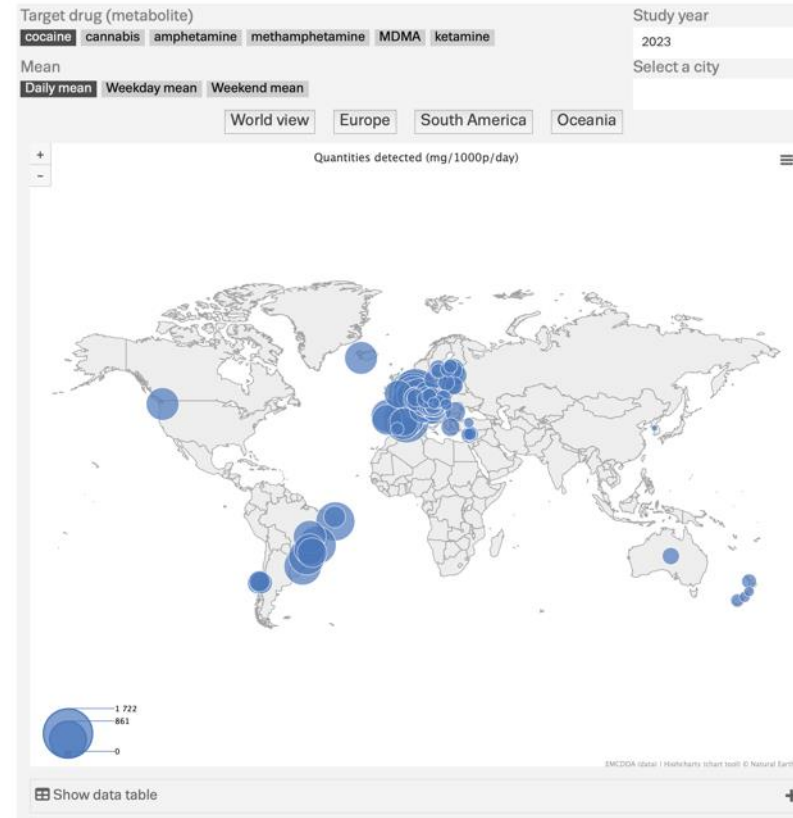 Target drug (metabolite)
Study year
cocaine cannabis amphetamine methamphetamine MDMA ketamine
2023
Mean
Select a city
Daily mean Weekday mean Weekend mean
World view Europe South America Oceania
+
Quantities detected (mg/1000p/day)
-
1 722
861
0
EMCDDA (data) | Highcharts (chart tool) © Natural Earth
Show data table
+